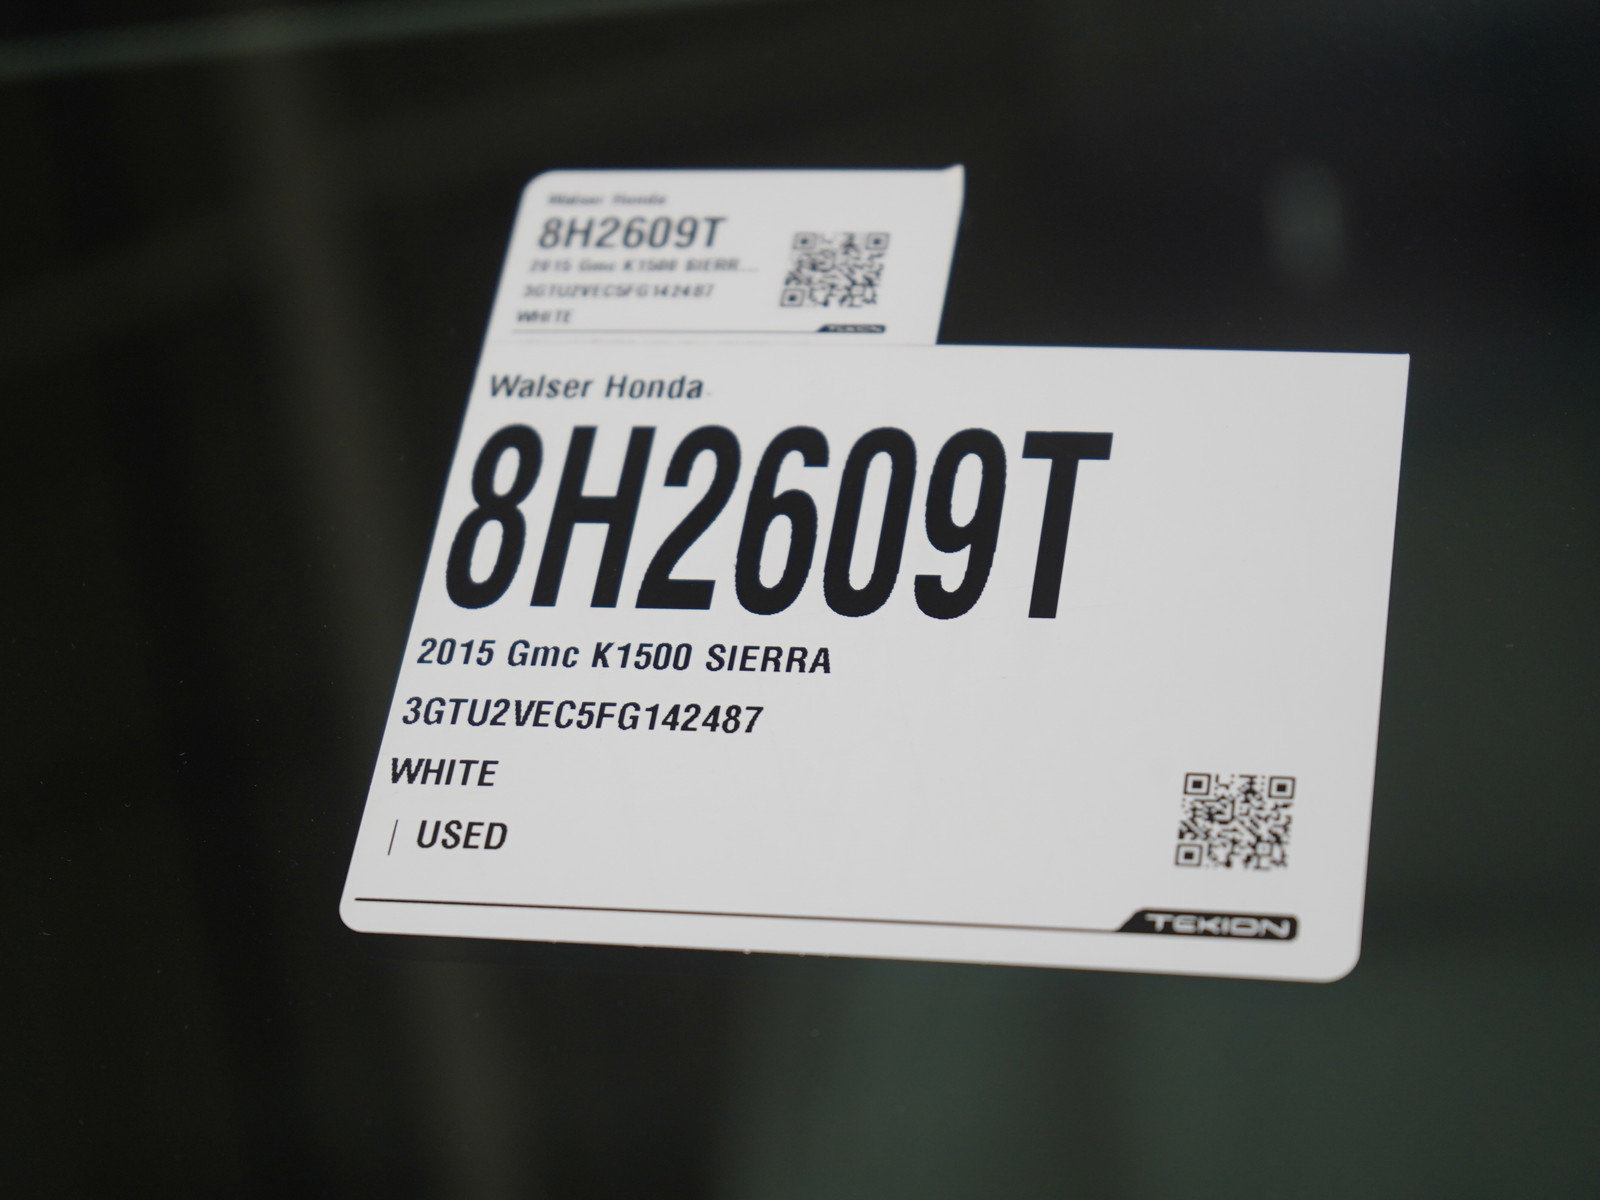 Walser Honda
8H2609T
2015 Gmc K1500 SIERR...
3GTU2VEC5FG142487
WHITE
TEKION
Walser Honda
8H2609T
2015 Gmc K1500 SIERRA
3GTU2VEC5FG142487
WHITE
| USED
TEKION